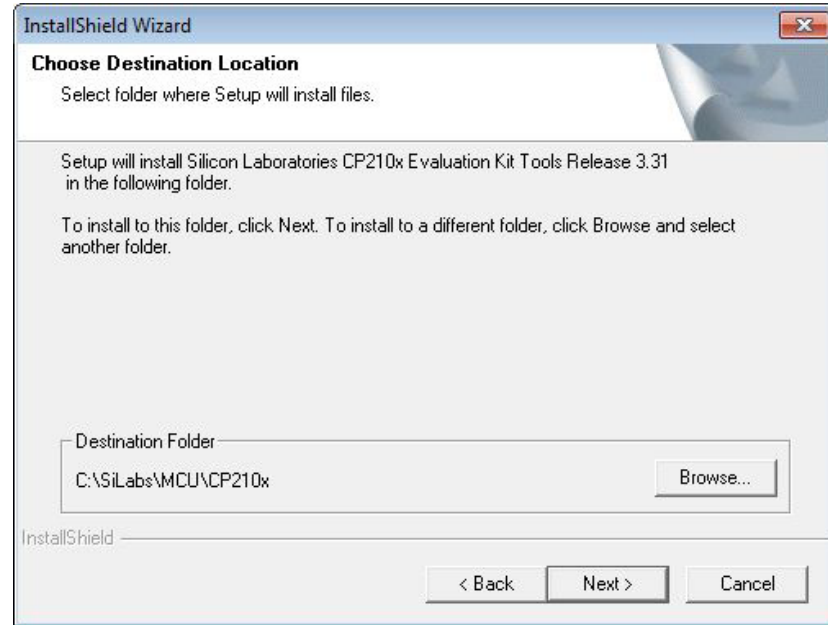 InstallShield Wizard
Choose Destination Location
Select folder where Setup will install files.
Setup will install Silicon Laboratories CP210x Evaluation Kit Tools Release 3.31
in the following folder.
To install to this folder, click Next. To install to a different folder, click Browse and select
another folder.
Destination Folder
C:\SiLabs\MCU\CP210x
Browse...
InstallShield
< Back
Next >
Cancel